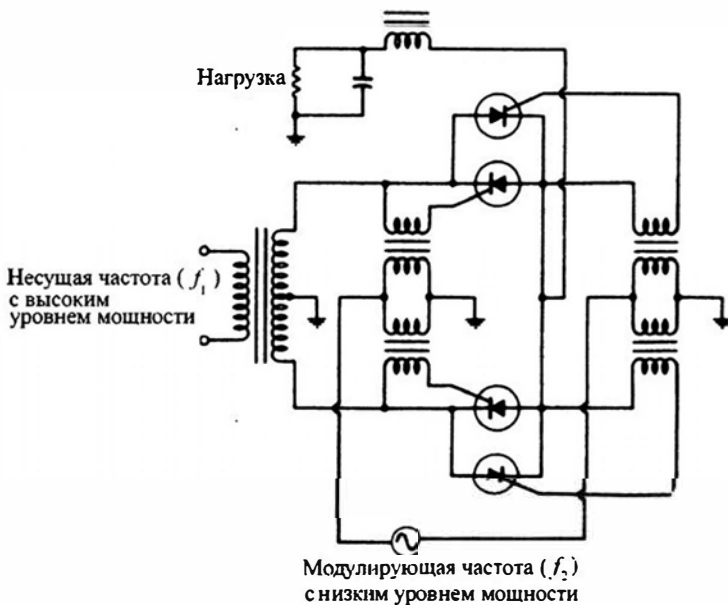 Нагрузка
Несущая частота (f₁)
с высоким
уровнем мощности
Модулирующая частота (f₂)
с низким уровнем мощности